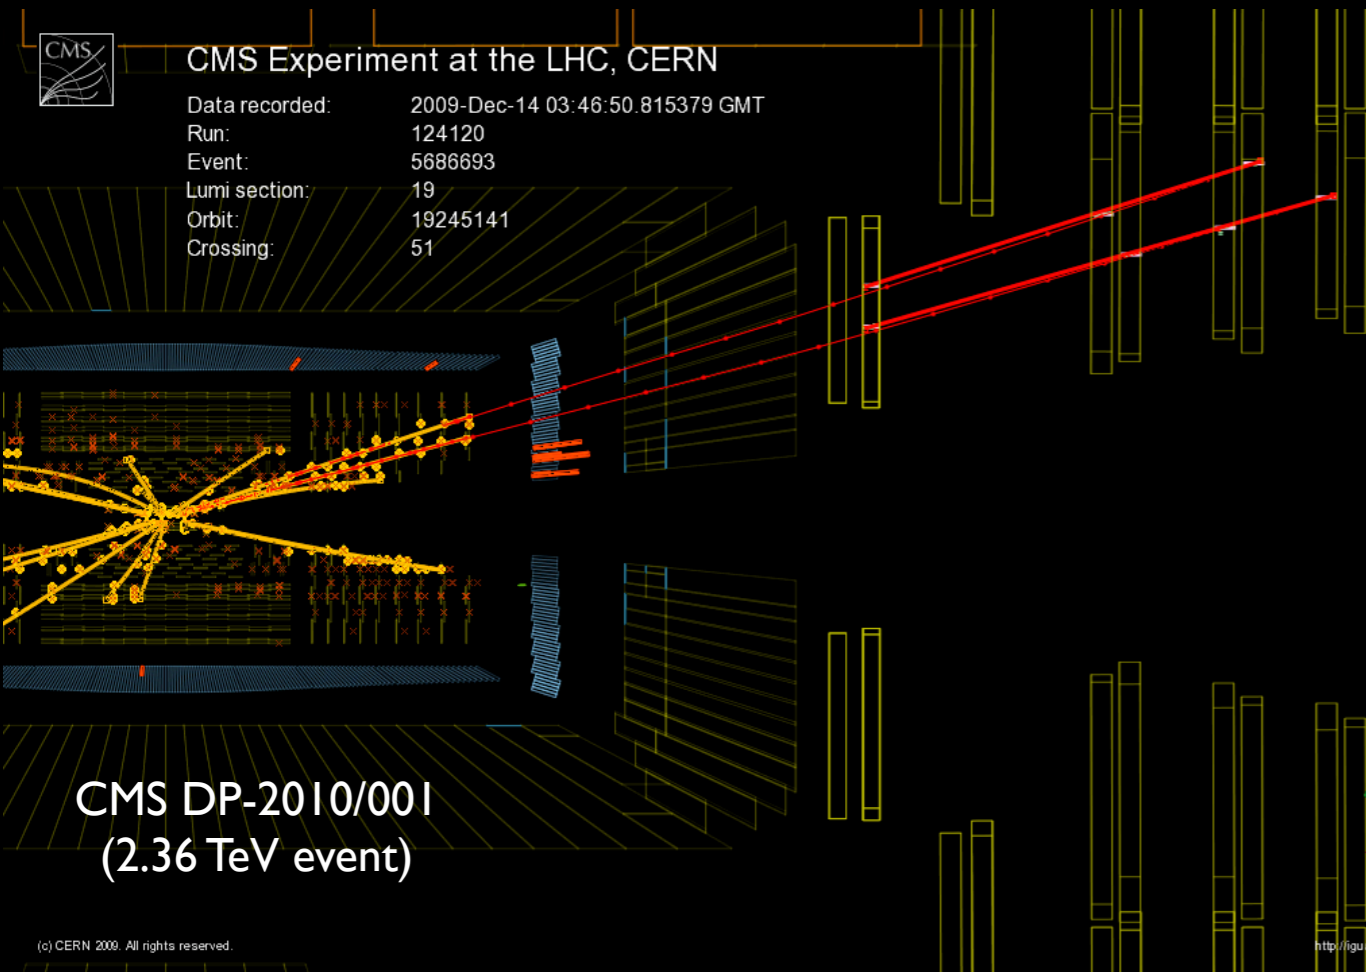 CMS
CMS Experiment at the LHC, CERN
Data recorded: 2009-Dec-14 03:46:50.815379 GMT
Run: 124120
Event: 5686693
Lumi section: 19
Orbit: 19245141
Crossing: 51
CMS DP-2010/001
(2.36 TeV event)
(c) CERN 2009. All rights reserved.
http://igu